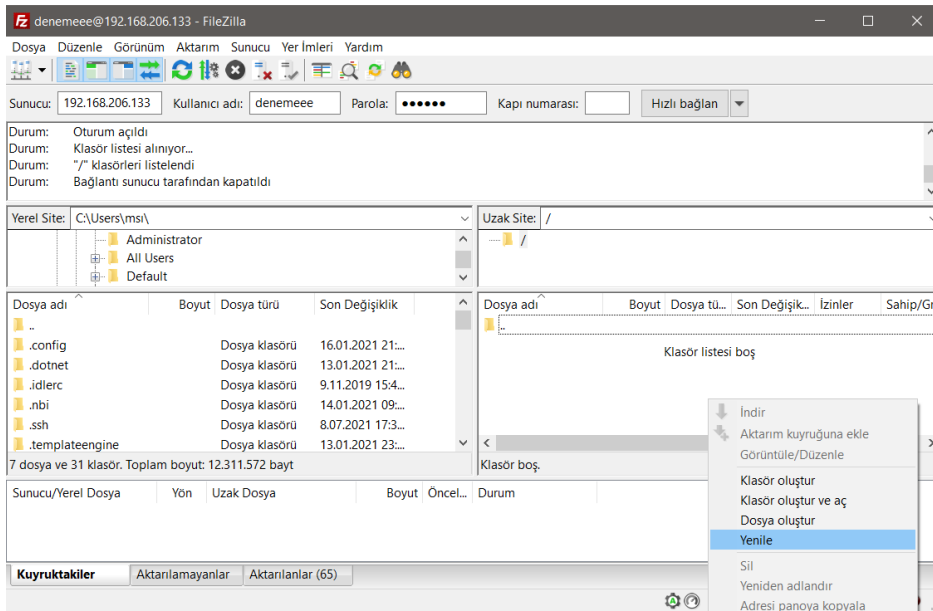 denemeee@192.168.206.133 - FileZilla
Dosya Düzenle Görünüm Aktarım Sunucu Yer İmleri Yardım
Sunucu: 192.168.206.133 Kullanıcı adı: denemeee Parola: ●●●●●● Kapı numarası: Hızlı bağlan
Durum: Oturum açıldı
Durum: Klasör listesi alınıyor...
Durum: "/" klasörleri listelendi
Durum: Bağlantı sunucu tarafından kapatıldı
Yerel Site: C:\Users\msı\
Administrator
All Users
Default
Uzak Site: /
/
Dosya adı Boyut Dosya türü Son Değişiklik
..
.config Dosya klasörü 16.01.2021 21:...
.dotnet Dosya klasörü 13.01.2021 21:...
.idlerc Dosya klasörü 9.11.2019 15:4...
.nbi Dosya klasörü 14.01.2021 09:...
.ssh Dosya klasörü 8.07.2021 17:3...
.templateengine Dosya klasörü 13.01.2021 23:...
7 dosya ve 31 klasör. Toplam boyut: 12.311.572 bayt
Dosya adı Boyut Dosya tü... Son Değişik... İzinler Sahip/Gr
..
Klasör listesi boş
Klasör boş.
İndir
Aktarım kuyruğuna ekle
Görüntüle/Düzenle
Klasör oluştur
Klasör oluştur ve aç
Dosya oluştur
Yenile
Sil
Yeniden adlandır
Adresi panoya kopyala
Sunucu/Yerel Dosya Yön Uzak Dosya Boyut Öncel... Durum
Kuyruktakiler Aktarılamayanlar Aktarılanlar (65)